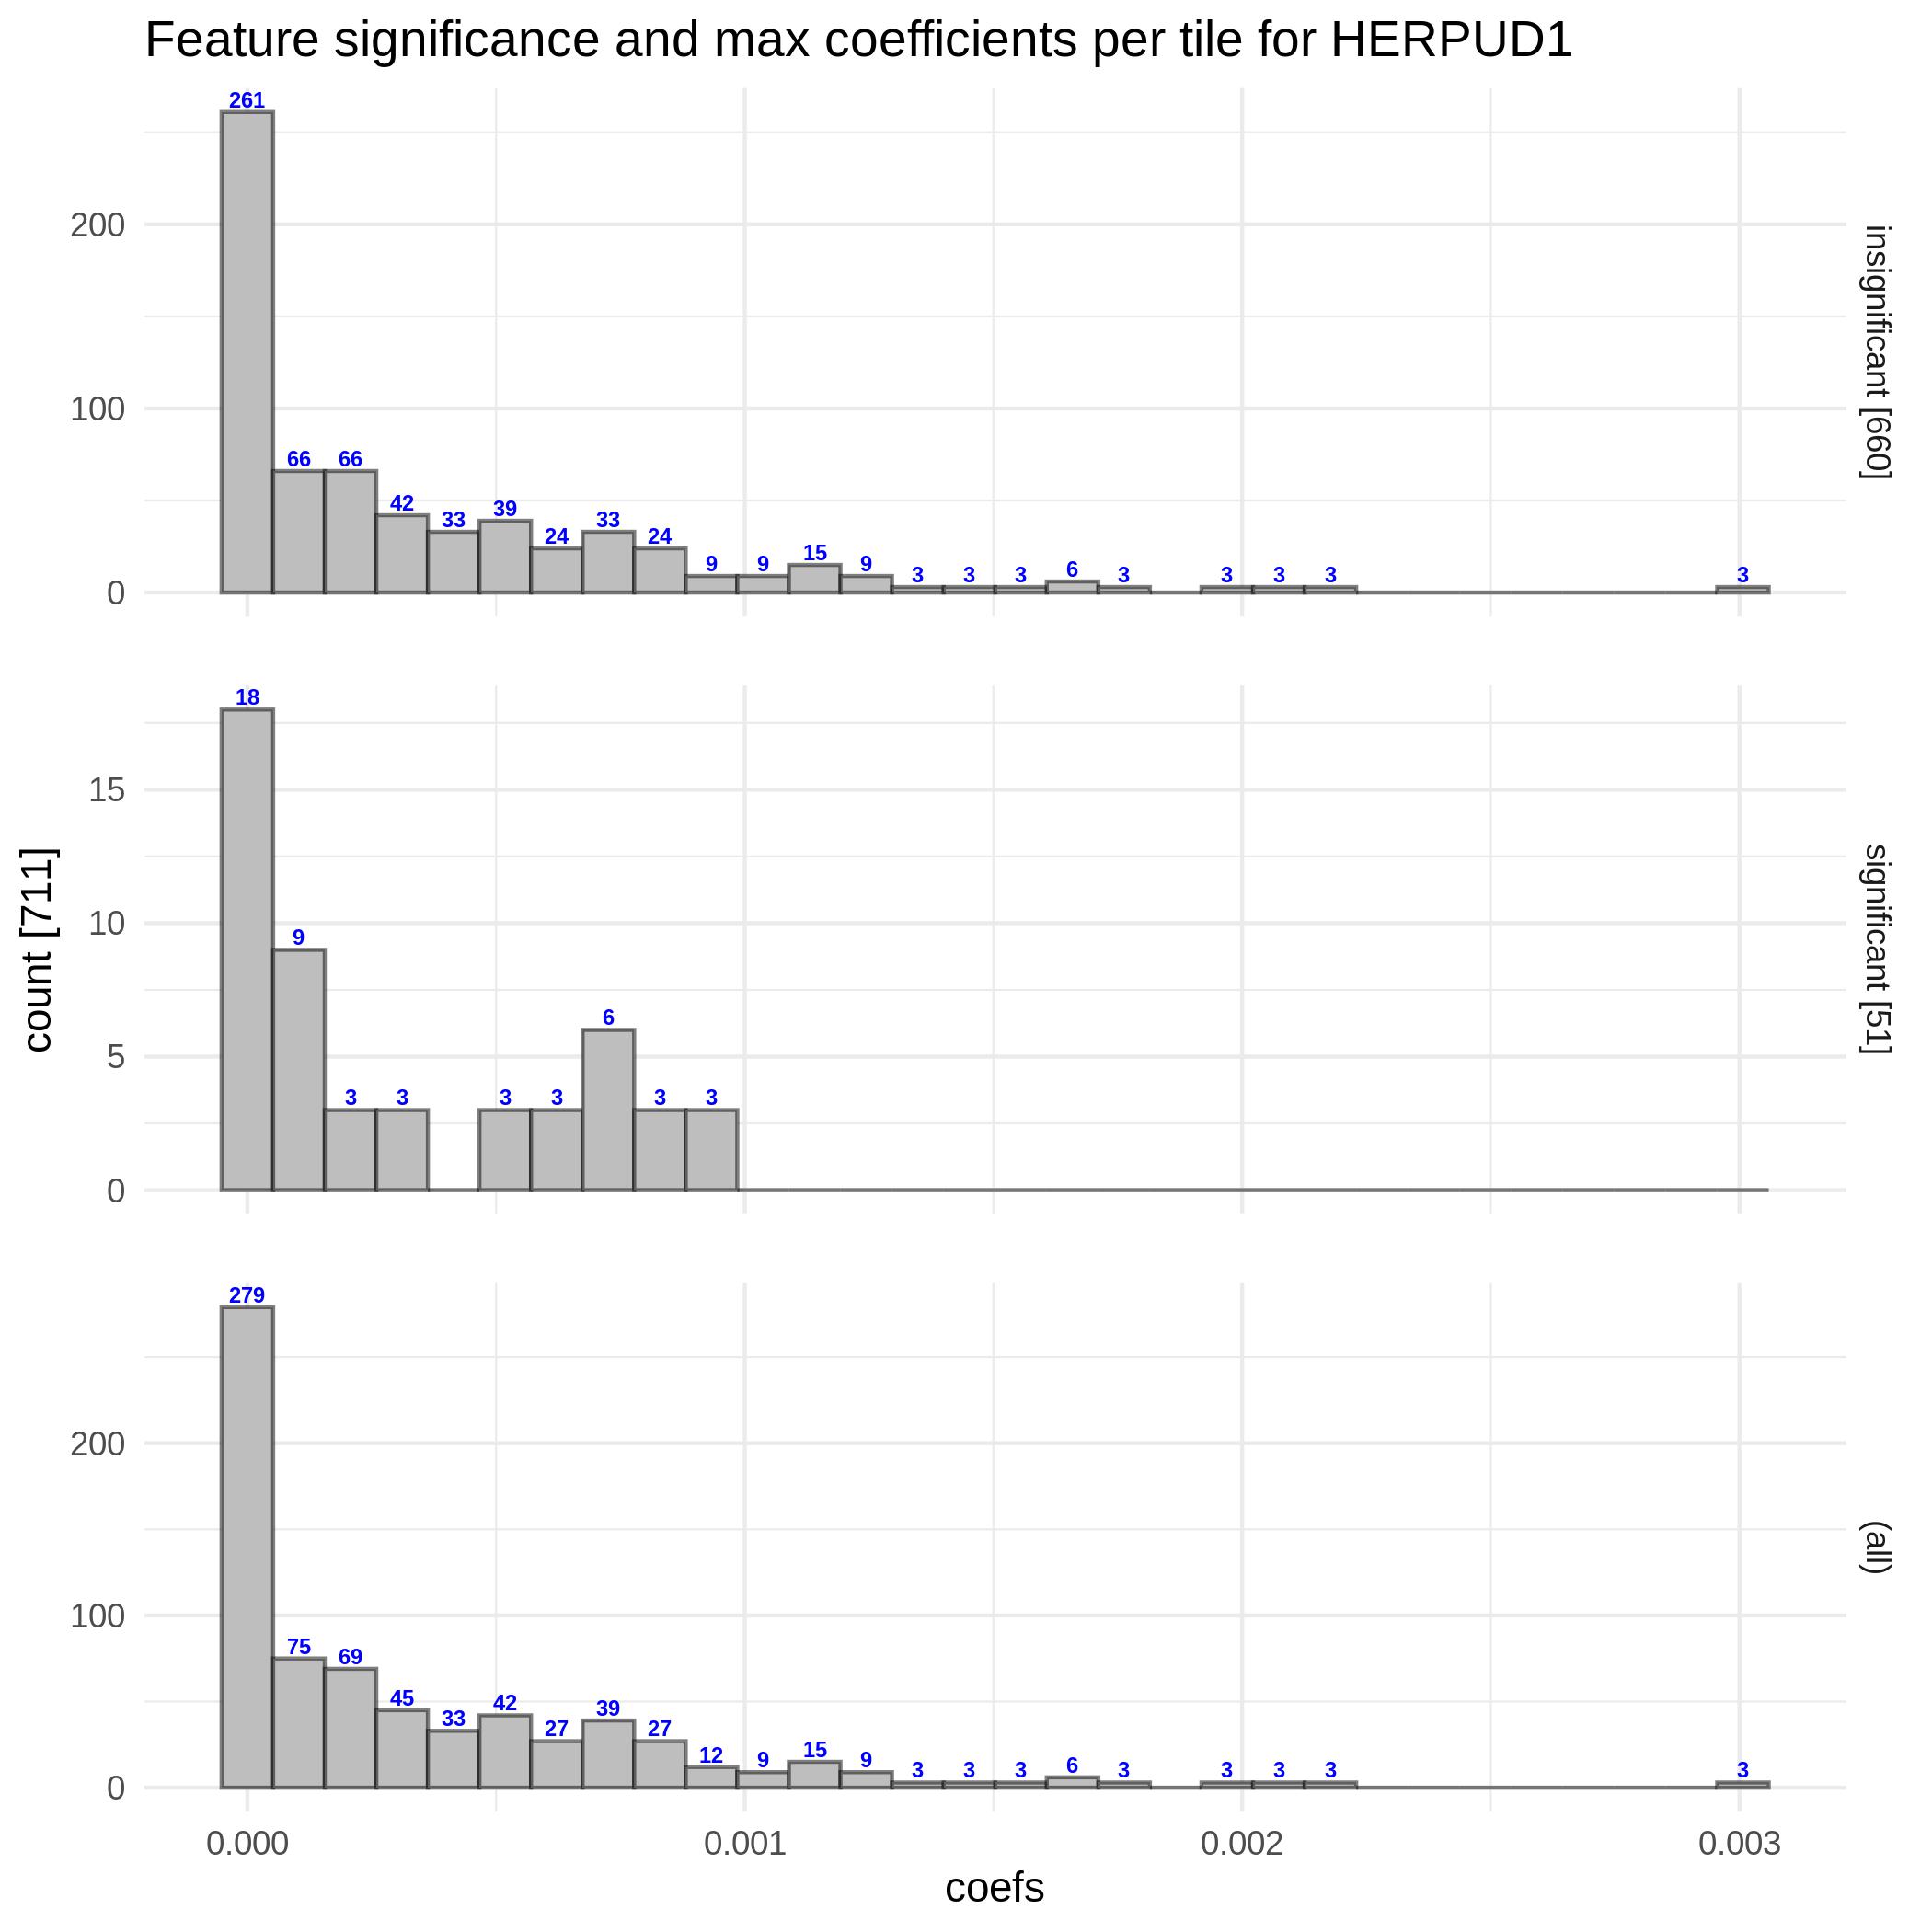 Feature significance and max coefficients per tile for HERPUD1
261
66 66 42 33 39 24 33 24 9 9 15 9 3 3 3 6 3 3 3 3 3
200
100
0
insignificant [660]
18
9
3 3 3 3 6 3 3
15
10
5
0
significant [51]
count [711]
279
75 69 45 33 42 27 39 27 12 9 15 9 3 3 3 6 3 3 3 3 3
200
100
0
(all)
0.000 0.001 0.002 0.003
coefs